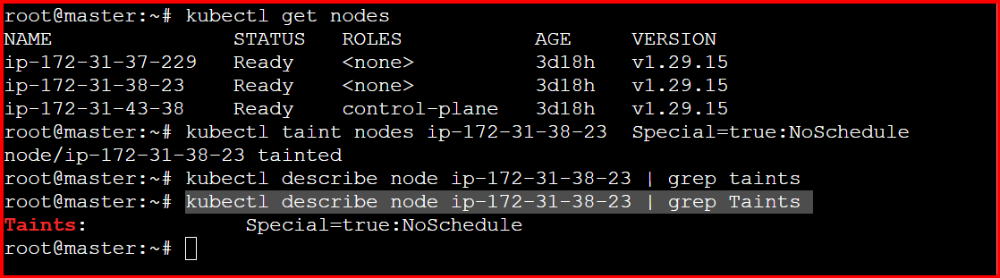 root@master:~# kubectl get nodes
NAME               STATUS   ROLES           AGE     VERSION
ip-172-31-37-229   Ready    <none>          3d18h   v1.29.15
ip-172-31-38-23    Ready    <none>          3d18h   v1.29.15
ip-172-31-43-38    Ready    control-plane   3d18h   v1.29.15
root@master:~# kubectl taint nodes ip-172-31-38-23  Special=true:NoSchedule
node/ip-172-31-38-23 tainted
root@master:~# kubectl describe node ip-172-31-38-23 | grep taints
root@master:~# kubectl describe node ip-172-31-38-23 | grep Taints
Taints:             Special=true:NoSchedule
root@master:~#